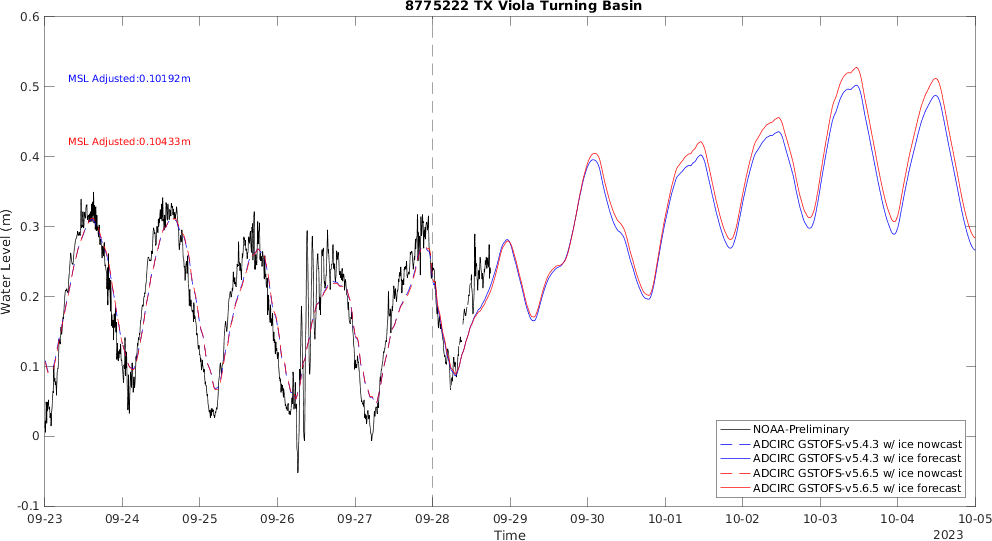 8775222 TX Viola Turning Basin
0.6
0.5
0.4
0.3
0.2
0.1
0
-0.1
Water Level (m)
MSL Adjusted:0.10192m
MSL Adjusted:0.10433m
NOAA-Preliminary
ADCIRC GSTOFS-v5.4.3 w/ ice nowcast
ADCIRC GSTOFS-v5.4.3 w/ ice forecast
ADCIRC GSTOFS-v5.6.5 w/ ice nowcast
ADCIRC GSTOFS-v5.6.5 w/ ice forecast
09-23 09-24 09-25 09-26 09-27 09-28 09-29 09-30 10-01 10-02 10-03 10-04 10-05
Time
2023